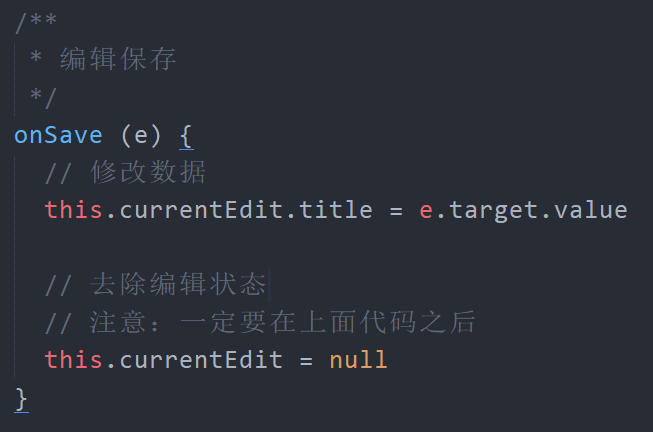 /**
 * 编辑保存
 */
onSave (e) {
  // 修改数据
  this.currentEdit.title = e.target.value

  // 去除编辑状态
  // 注意: 一定要在上面代码之后
  this.currentEdit = null
}